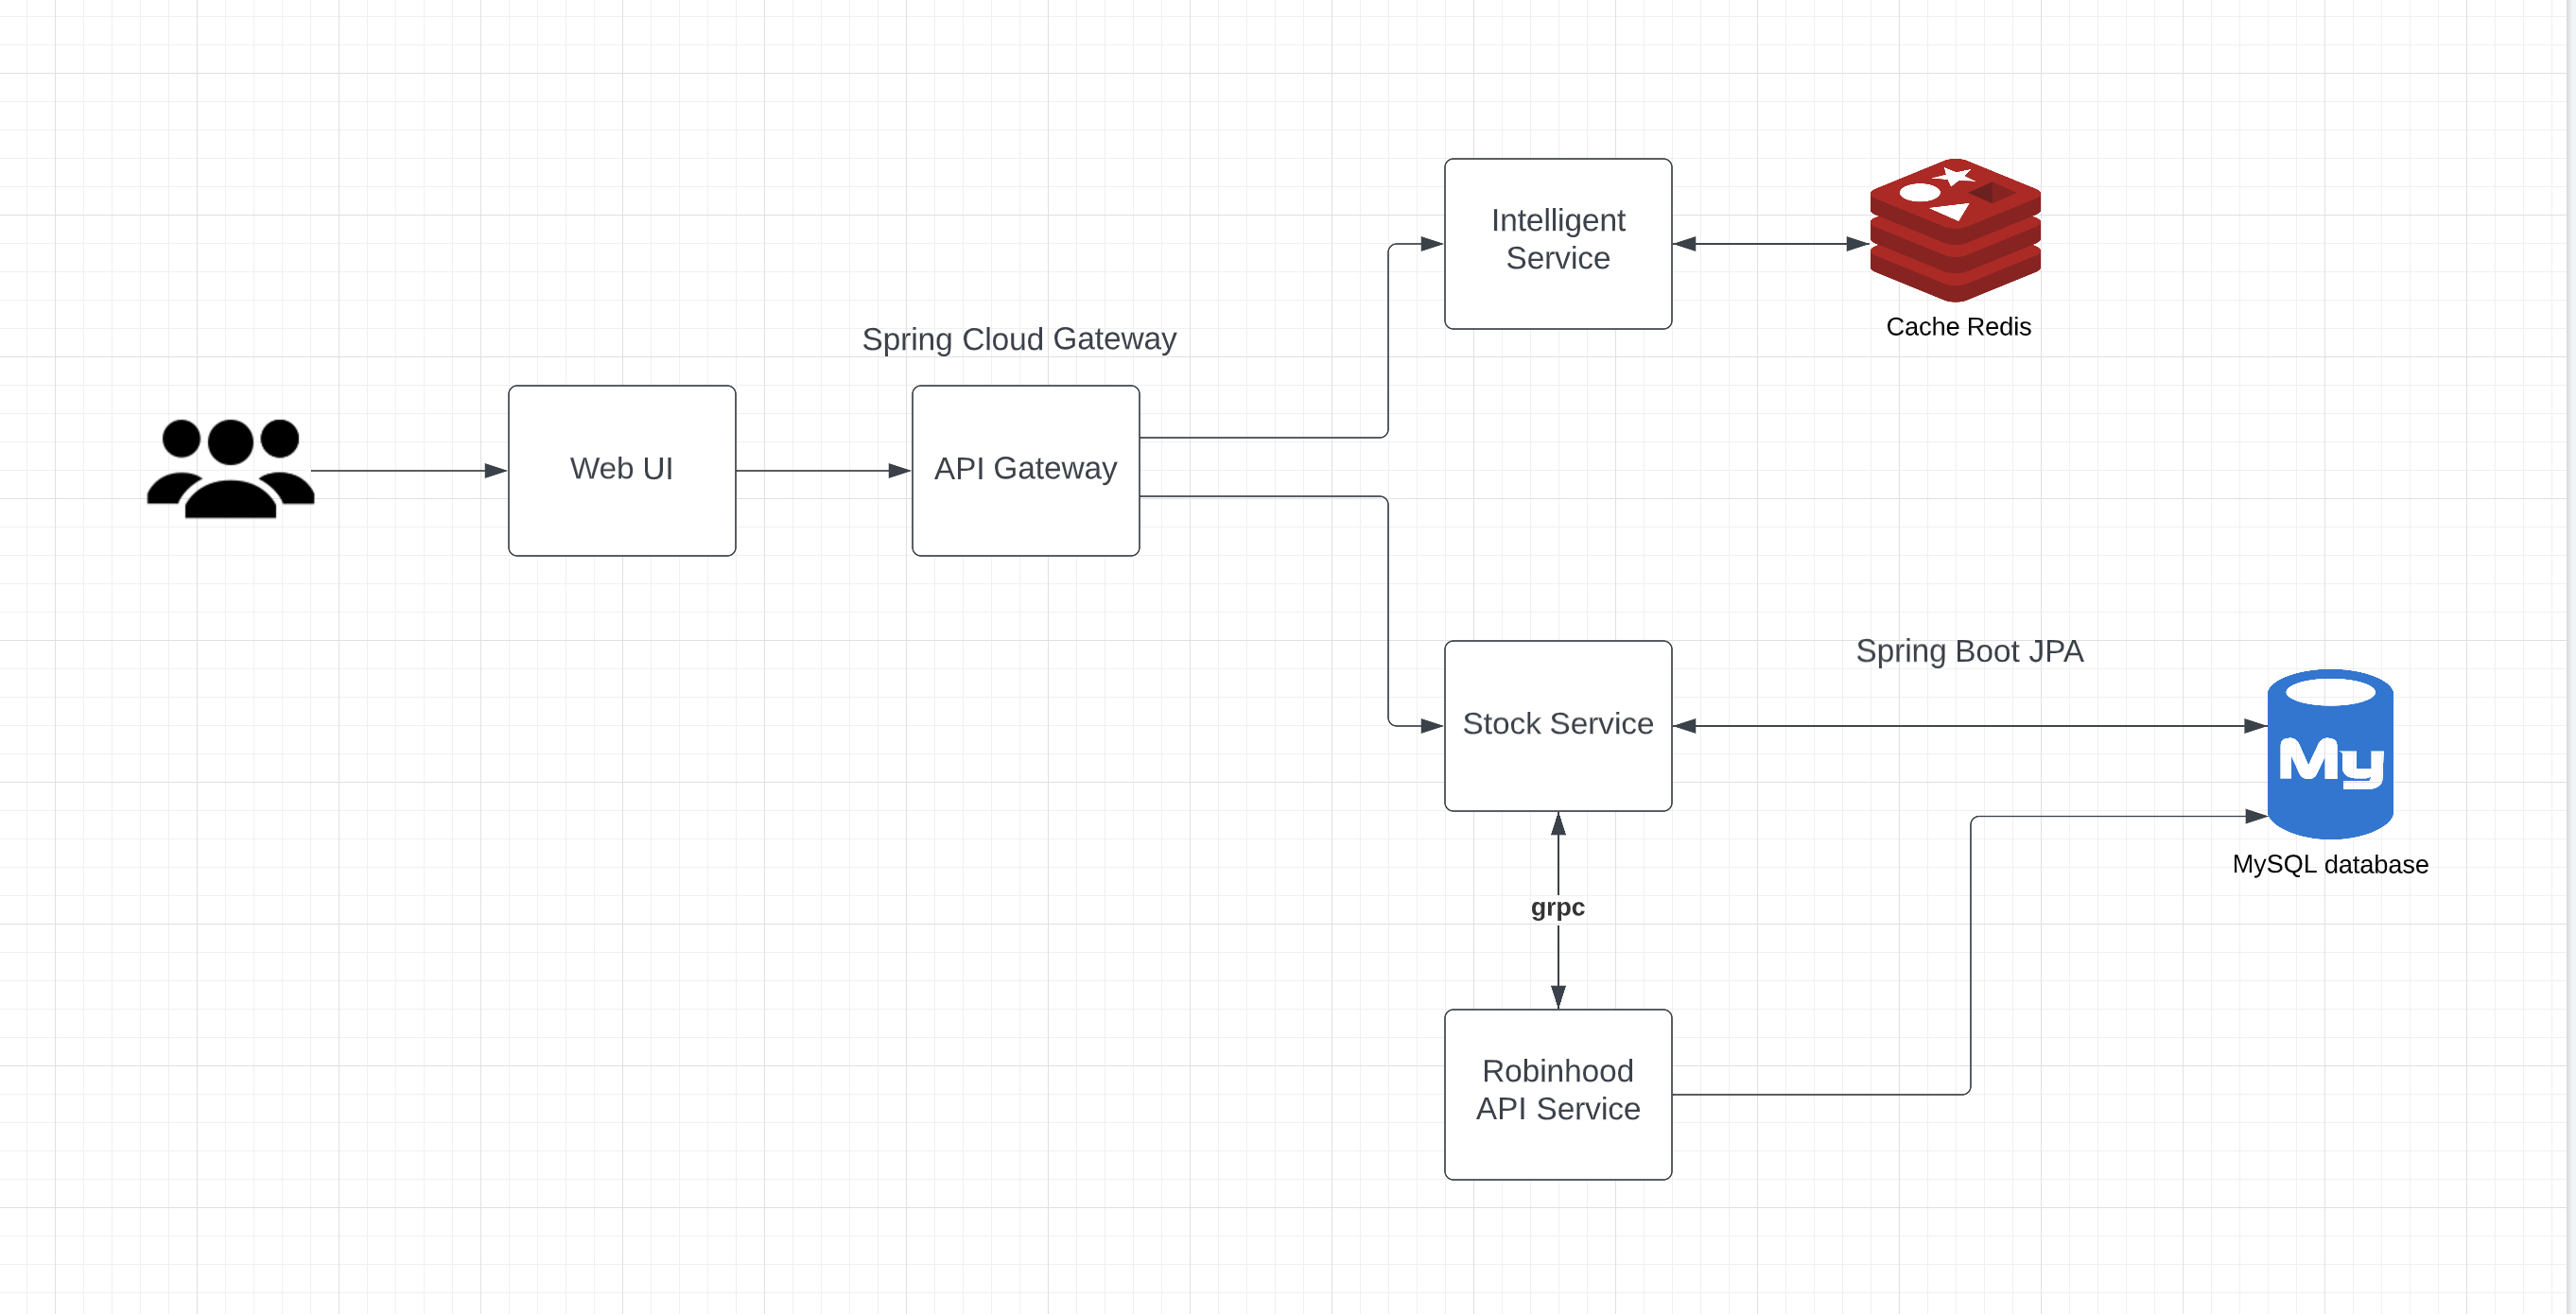 Intelligent
Service
Cache Redis
Spring Cloud Gateway
Web UI
API Gateway
Spring Boot JPA
Stock Service
My
MySQL database
grpc
Robinhood
API Service